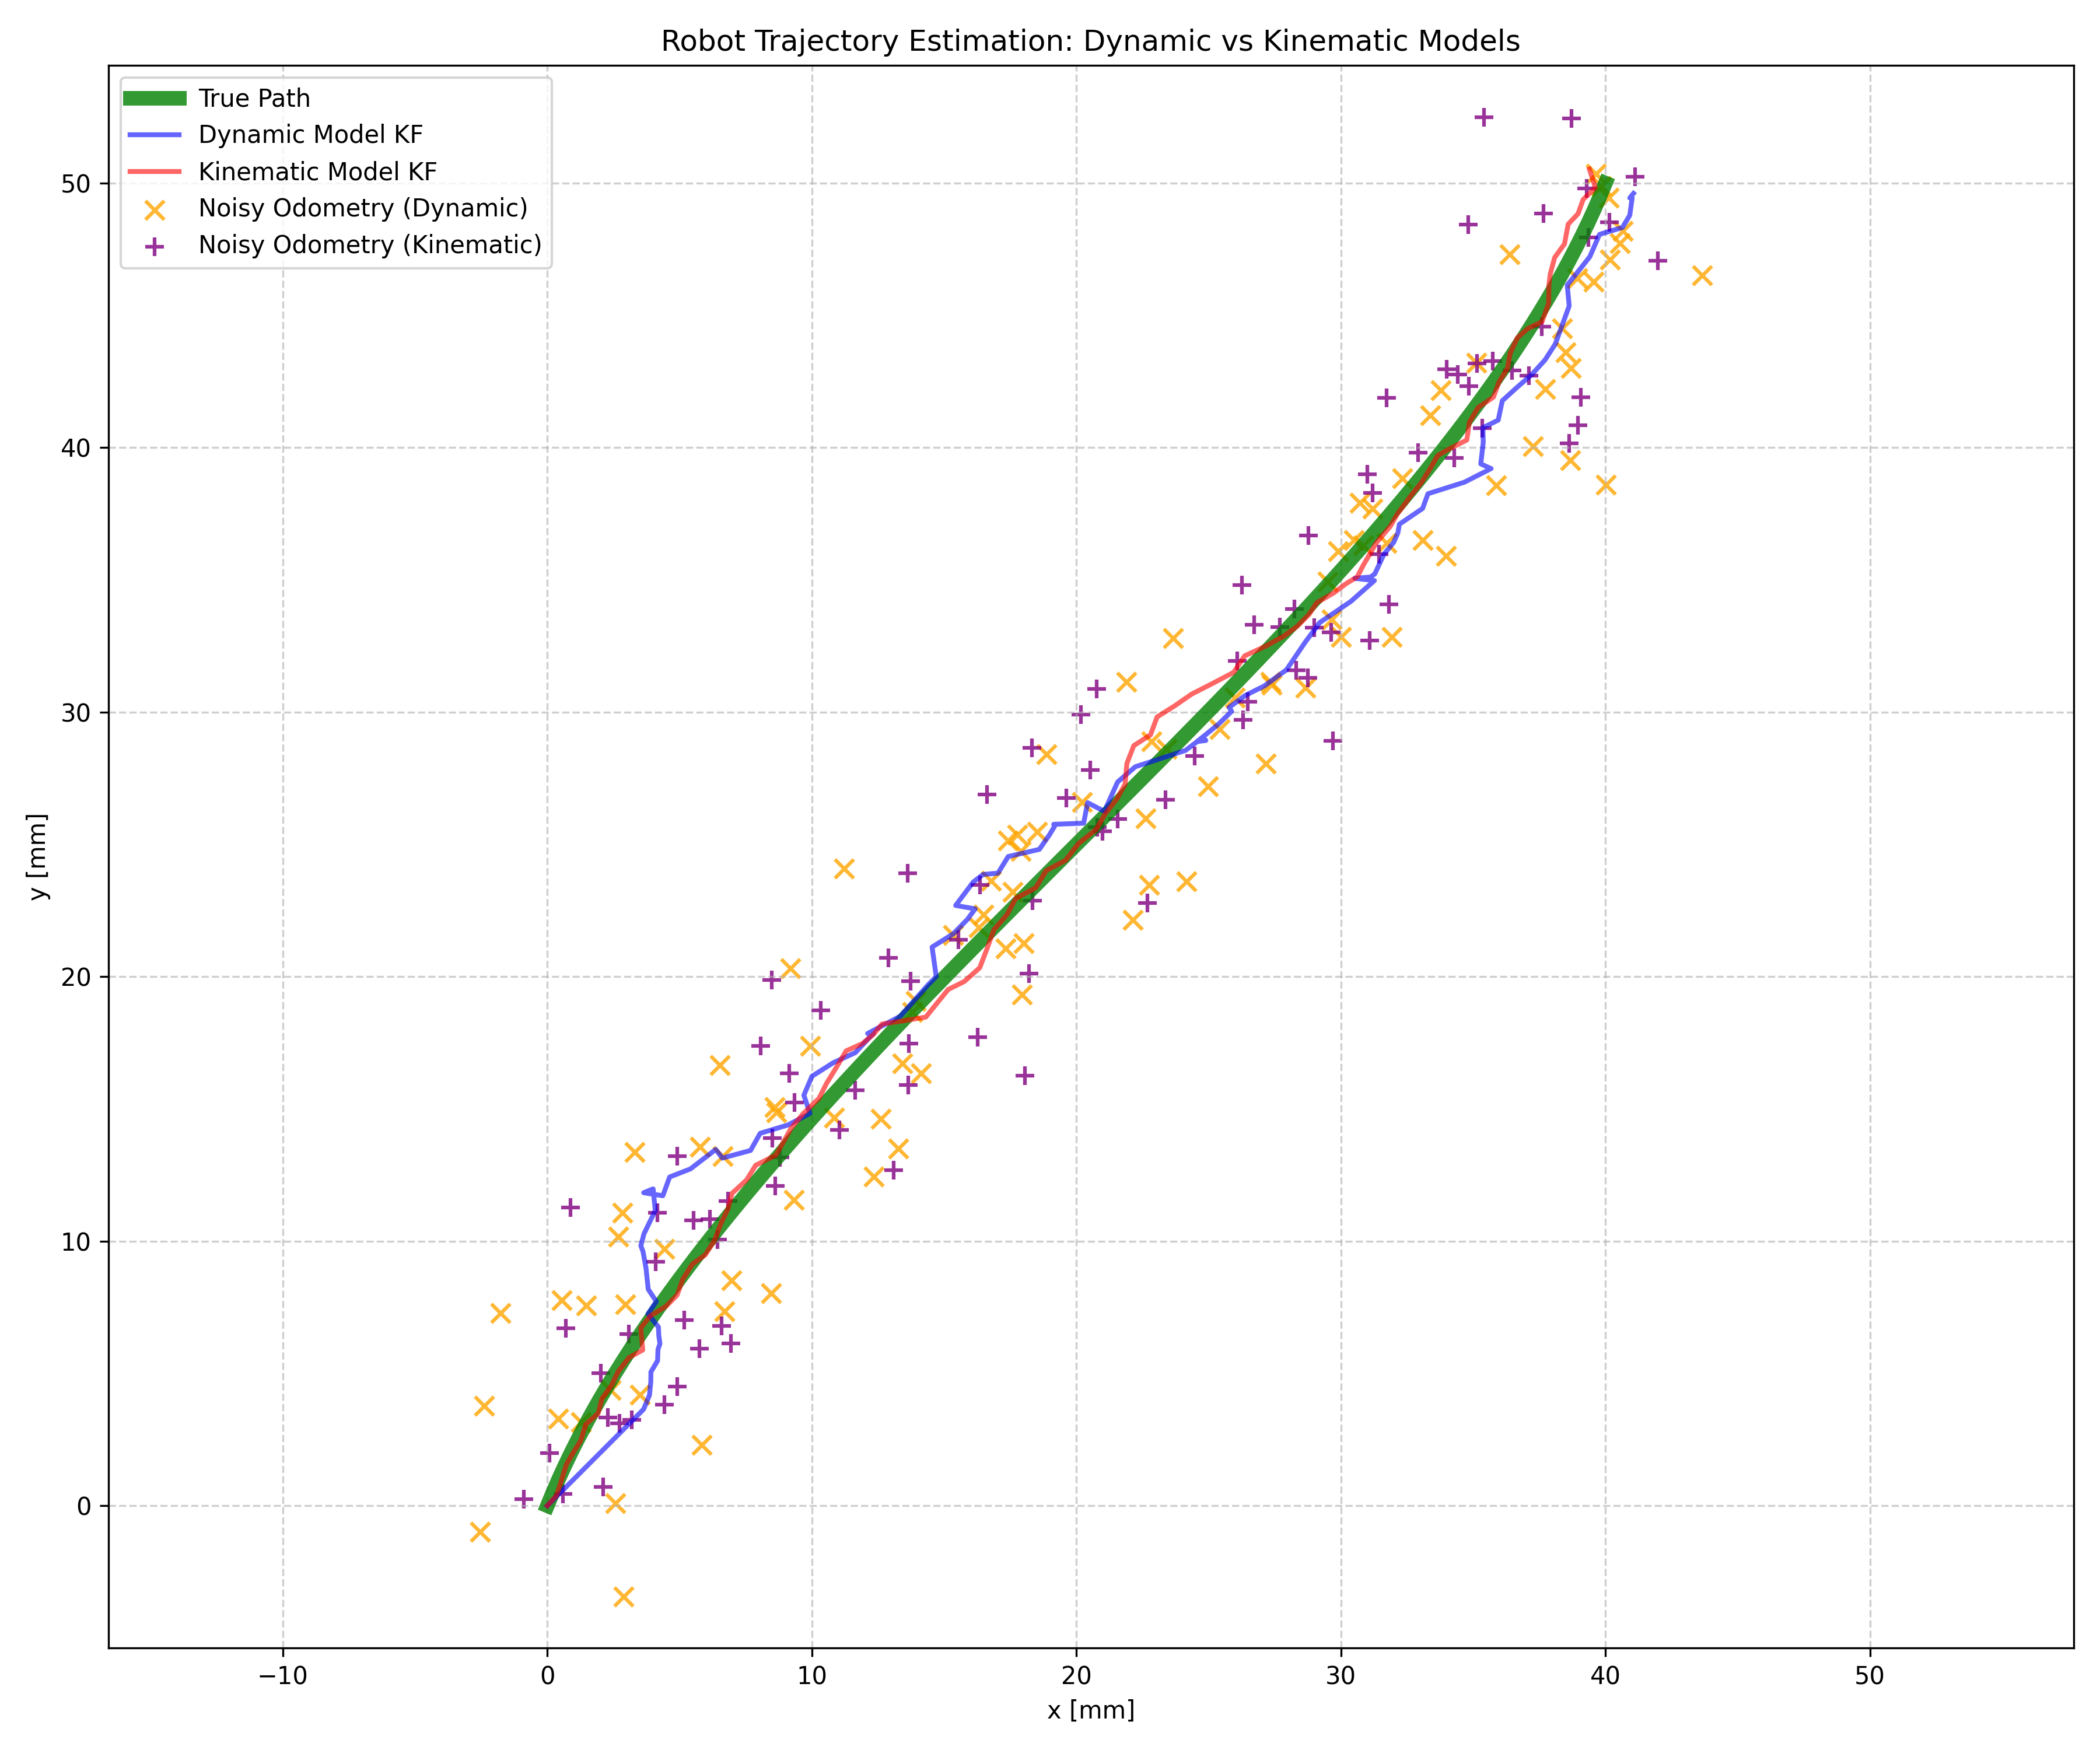 Robot Trajectory Estimation: Dynamic vs Kinematic Models
True Path
Dynamic Model KF
Kinematic Model KF
Noisy Odometry (Dynamic)
Noisy Odometry (Kinematic)
y [mm]
50
40
30
20
10
0
−10 0 10 20 30 40 50
x [mm]